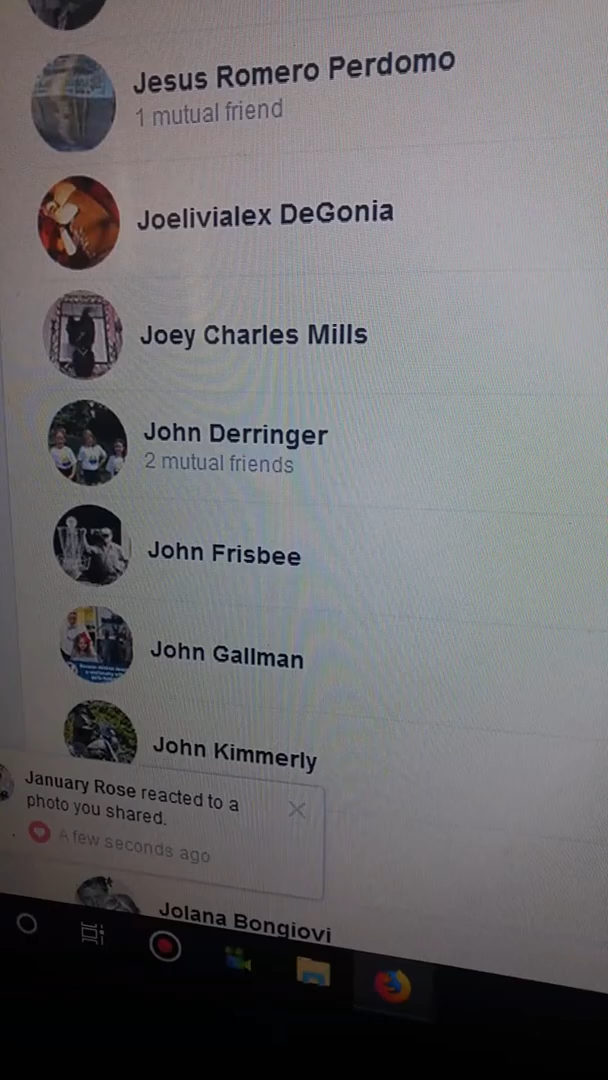 Jesus Romero Perdomo
1 mutual friend
Joelivialex DeGonia
Joey Charles Mills
John Derringer
2 mutual friends
John Frisbee
John Gallman
John Kimmerly
January Rose reacted to a
photo you shared.
A few seconds ago
Jolana Bongiovi